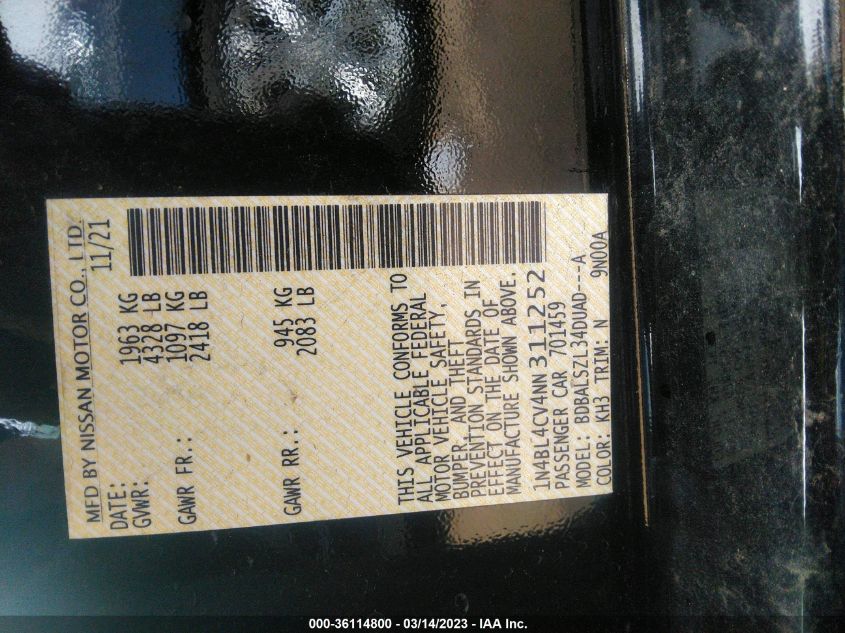 MFD BY NISSAN MOTOR CO., LTD.
DATE: 11/21
GVWR: 1963 KG
4328 LB
GAWR FR.: 1097 KG
2418 LB
GAWR RR.: 945 KG
2083 LB
THIS VEHICLE CONFORMS TO
ALL APPLICABLE FEDERAL
MOTOR VEHICLE SAFETY,
BUMPER, AND THEFT
PREVENTION STANDARDS IN
EFFECT ON THE DATE OF
MANUFACTURE SHOWN ABOVE.
1N4BL4CV4NN311252
PASSENGER CAR 701459
MODEL: BDBALSZL34DUAD---A
COLOR: KH3 TRIM: N 9N00A
000-36114800 - 03/14/2023 - IAA Inc.